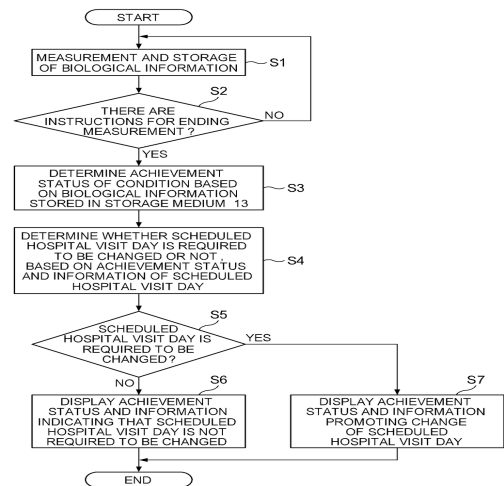 START
MEASUREMENT AND STORAGE
OF BIOLOGICAL INFORMATION
S1
S2
THERE ARE
INSTRUCTIONS FOR ENDING
MEASUREMENT ?
NO
YES
DETERMINE ACHIEVEMENT
STATUS OF CONDITION BASED
ON BIOLOGICAL INFORMATION
STORED IN STORAGE MEDIUM 13
S3
DETERMINE WHETHER SCHEDULED
HOSPITAL VISIT DAY IS REQUIRED
TO BE CHANGED OR NOT,
BASED ON ACHIEVEMENT STATUS
AND INFORMATION OF SCHEDULED
HOSPITAL VISIT DAY
S4
S5
SCHEDULED
HOSPITAL VISIT DAY IS
REQUIRED TO BE
CHANGED ?
YES
NO
S6
DISPLAY ACHIEVEMENT
STATUS AND INFORMATION
INDICATING THAT SCHEDULED
HOSPITAL VISIT DAY IS NOT
REQUIRED TO BE CHANGED
S7
DISPLAY ACHIEVEMENT
STATUS AND INFORMATION
PROMOTING CHANGE
OF SCHEDULED
HOSPITAL VISIT DAY
END